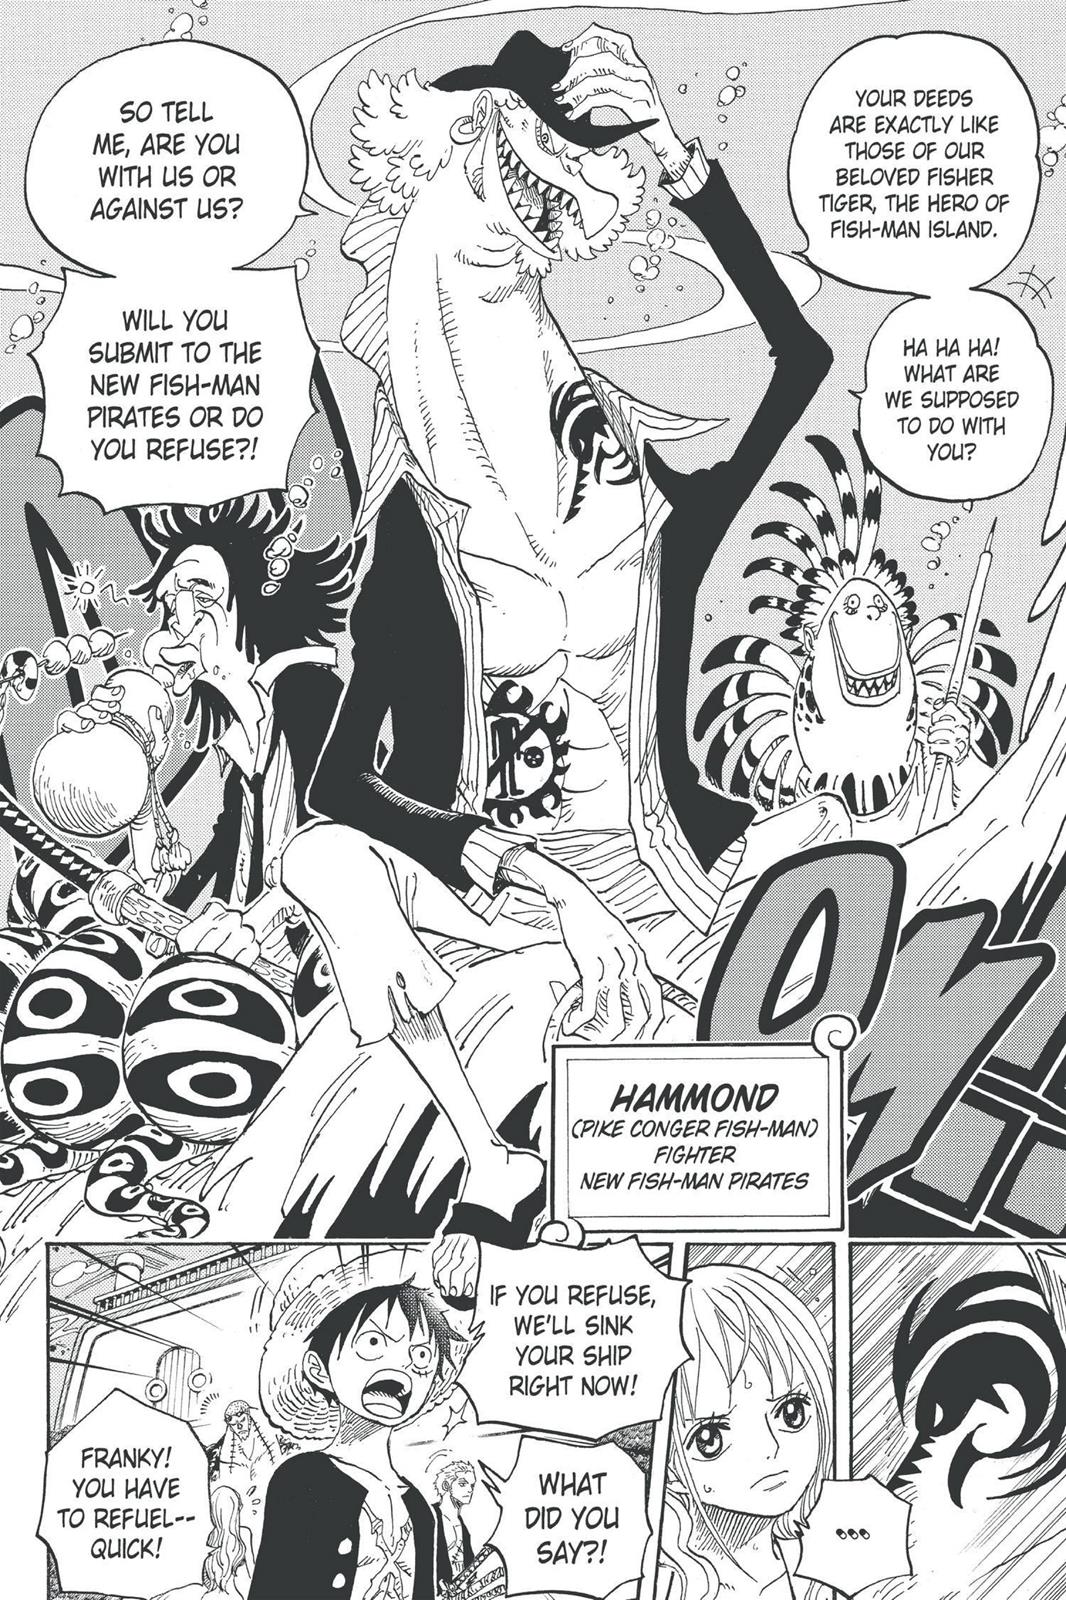 YOUR DEEDS
ARE EXACTLY LIKE
THOSE OF OUR
BELOVED FISHER
TIGER, THE HERO OF
FISH-MAN ISLAND.
HA HA HA!
WHAT ARE
WE SUPPOSED
TO DO WITH
YOU?
SO TELL
ME, ARE YOU
WITH US OR
AGAINST US?
WILL YOU
SUBMIT TO THE
NEW FISH-MAN
PIRATES OR DO
YOU REFUSE?!
HAMMOND
(PIKE CONGER FISH-MAN)
FIGHTER
NEW FISH-MAN PIRATES
...
IF YOU REFUSE,
WE'LL SINK
YOUR SHIP
RIGHT NOW!
WHAT
DID YOU
SAY?!
FRANKY!
YOU HAVE
TO REFUEL--
QUICK!